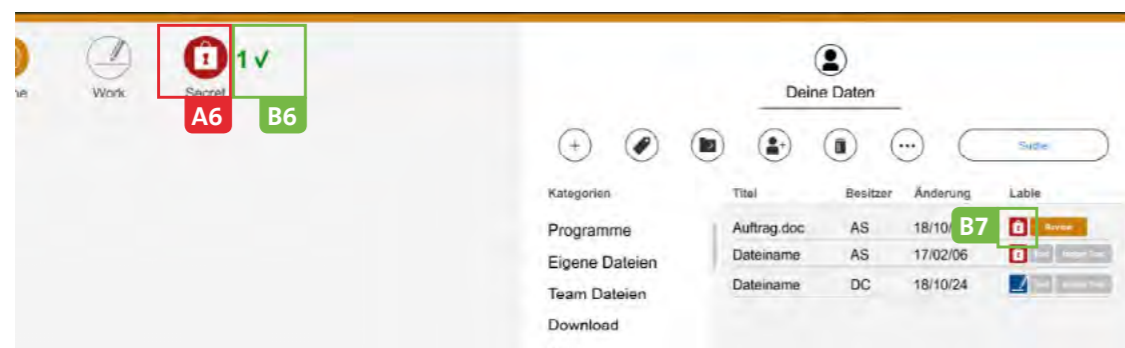 1 ✓
Work
Secret
A6
B6
Deine Daten
Suche
Kategorien
Titel Besitzer Änderung Lable
Programme
Eigene Dateien
Team Dateien
Download
Auftrag.doc AS 18/10/ B7
Dateiname AS 17/02/06
Dateiname DC 18/10/24